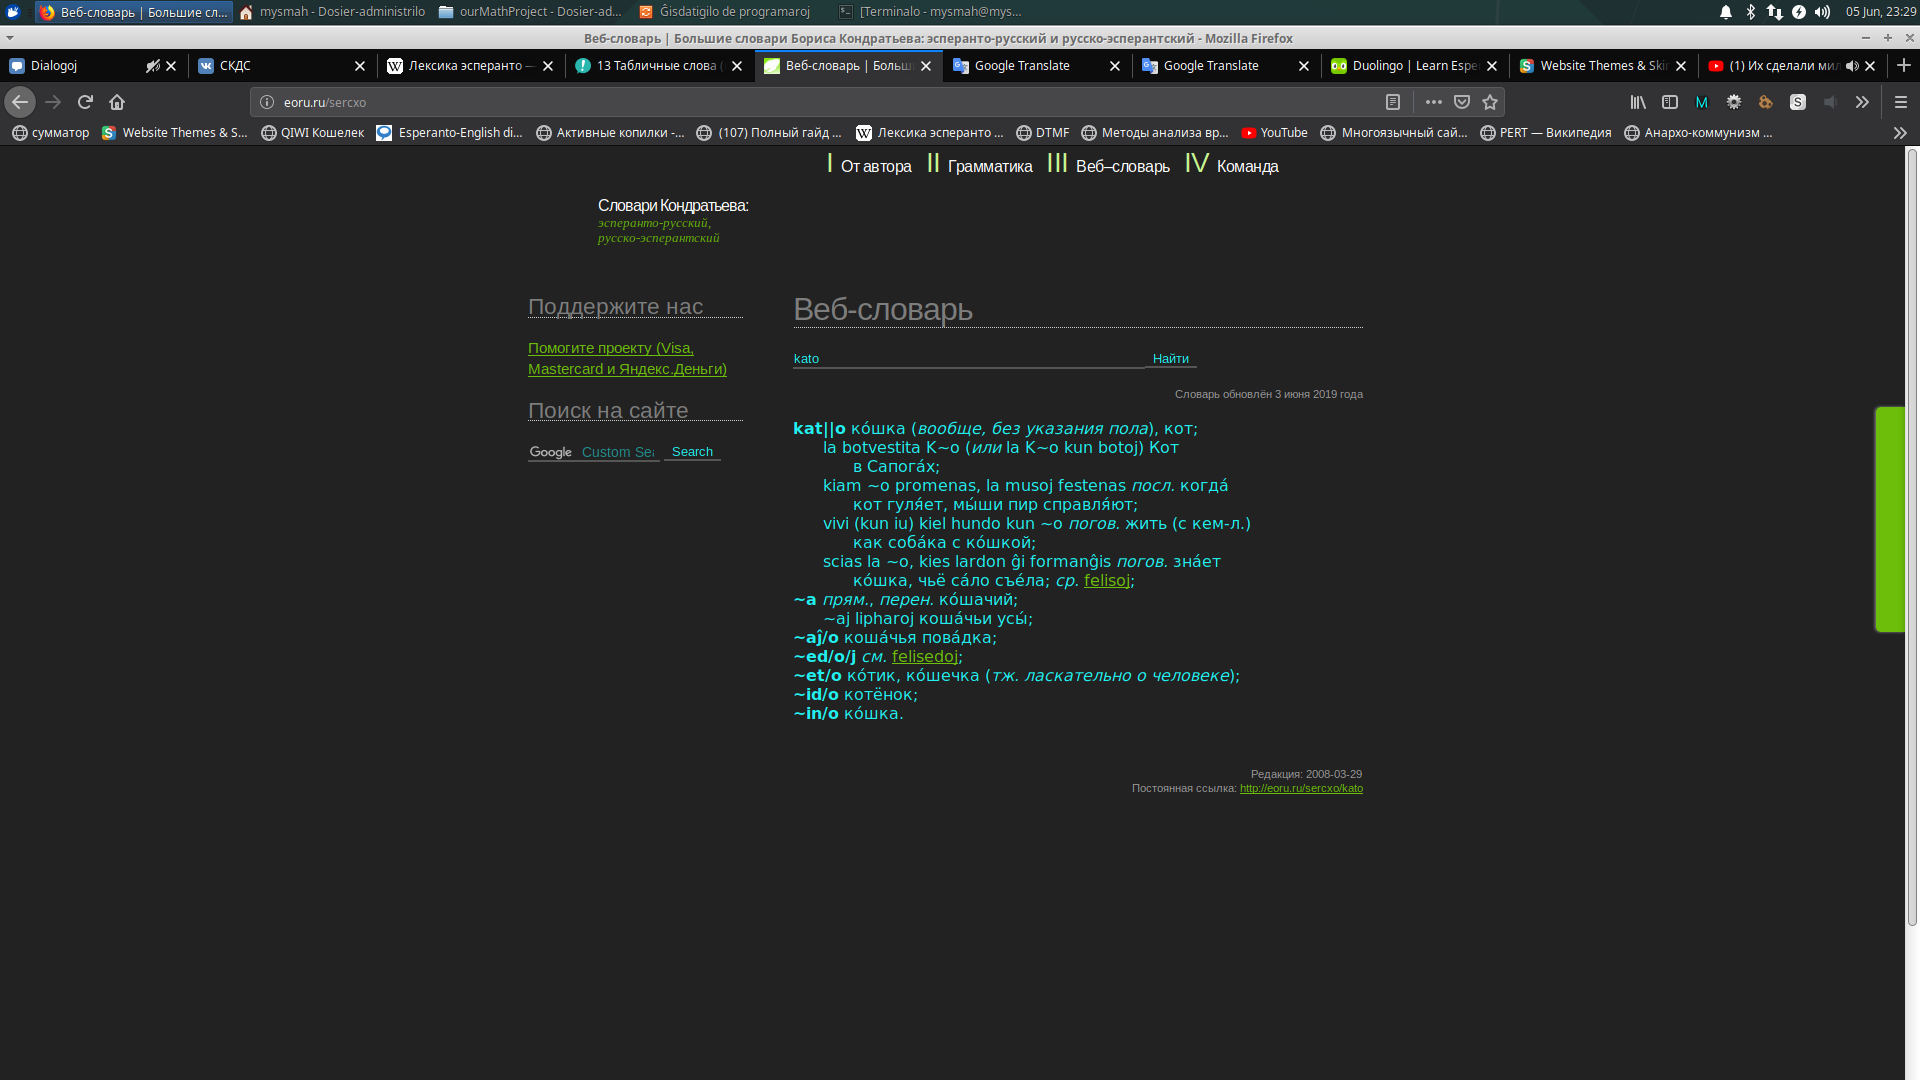 Веб-словарь | Большие сл...
mysmah - Dosier-administrilo
ourMathProject - Dosier-ad...
Ĝisdatigilo de programaroj
[Terminalo - mysmah@mys...
05 Jun, 23:29
Веб-словарь | Большие словари Бориса Кондратьева: эсперанто-русский и русско-эсперантский - Mozilla Firefox
Dialogoj
СКДС
Лексика эсперанто —
13 Табличные слова (
Веб-словарь | Больш
Google Translate
Google Translate
Duolingo | Learn Espe
Website Themes & Ski
(1) Их сделали мил
eoru.ru/sercxo
сумматор
Website Themes & S...
QIWI Кошелек
Esperanto-English di...
Активные копилки -...
(107) Полный гайд ...
Лексика эсперанто ...
DTMF
Методы анализа вр...
YouTube
Многоязычный сай...
PERT — Википедия
Анархо-коммунизм ...
I От автора II Грамматика III Веб–словарь IV Команда
Словари Кондратьева:
эсперанто-русский,
русско-эсперантский
Поддержите нас
Помогите проекту (Visa,
Mastercard и Яндекс.Деньги)
Поиск на сайте
Google Custom Sea Search
Веб-словарь
kato Найти
Словарь обновлён 3 июня 2019 года
kat||o ко́шка (вообще, без указания пола), кот;
la botvestita K~o (или la K~o kun botoj) Кот
в Сапога́х;
kiam ~o promenas, la musoj festenas посл. когда́
кот гуля́ет, мы́ши пир справля́ют;
vivi (kun iu) kiel hundo kun ~o погов. жить (с кем-л.)
как соба́ка с ко́шкой;
scias la ~o, kies lardon ĝi formanĝis погов. зна́ет
ко́шка, чьё са́ло съе́ла; ср. felisoj;
~a прям., перен. ко́шачий;
~aj lipharoj коша́чьи усы́;
~aĵ/o коша́чья пова́дка;
~ed/o/j см. felisedoj;
~et/o ко́тик, ко́шечка (тж. ласкательно о человеке);
~id/o котёнок;
~in/o ко́шка.
Редакция: 2008-03-29
Постоянная ссылка: http://eoru.ru/sercxo/kato